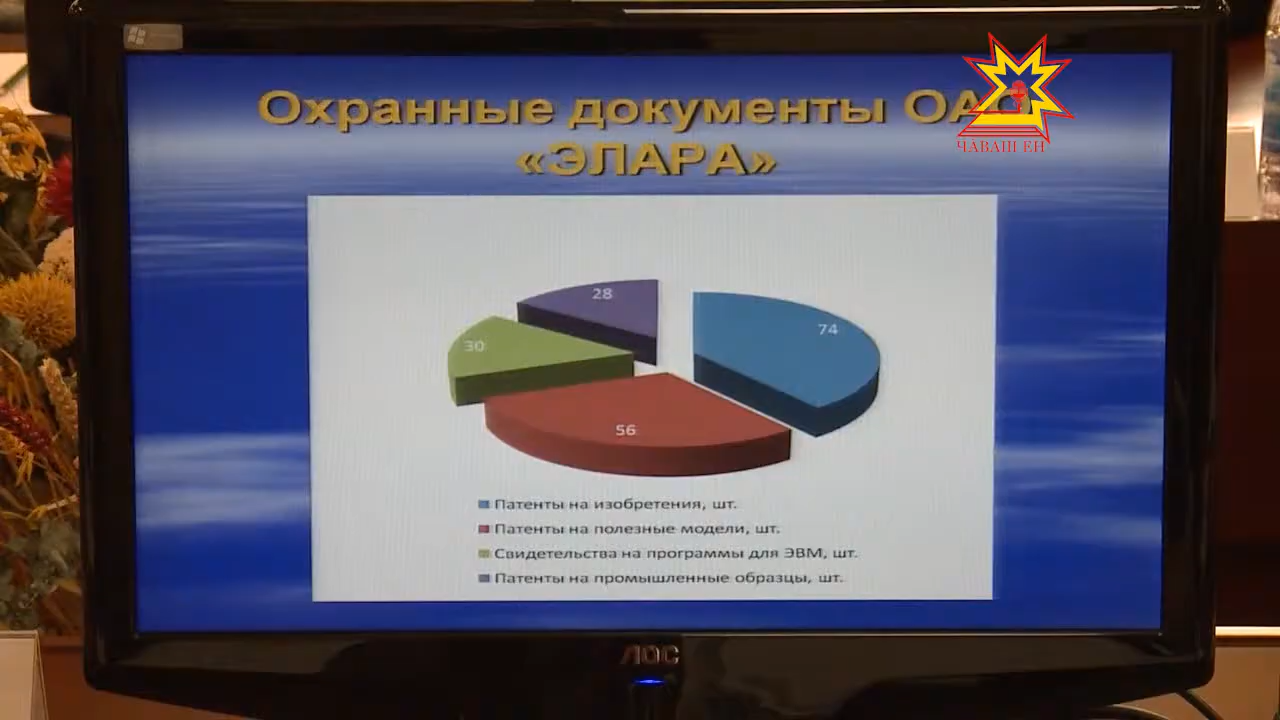 Охранные документы ОАО
«ЭЛАРА»
ЧӐВАШ ЕН
28
74
30
56
Патенты на изобретения, шт.
Патенты на полезные модели, шт.
Свидетельства на программы для ЭВМ, шт.
Патенты на промышленные образцы, шт.
AOC